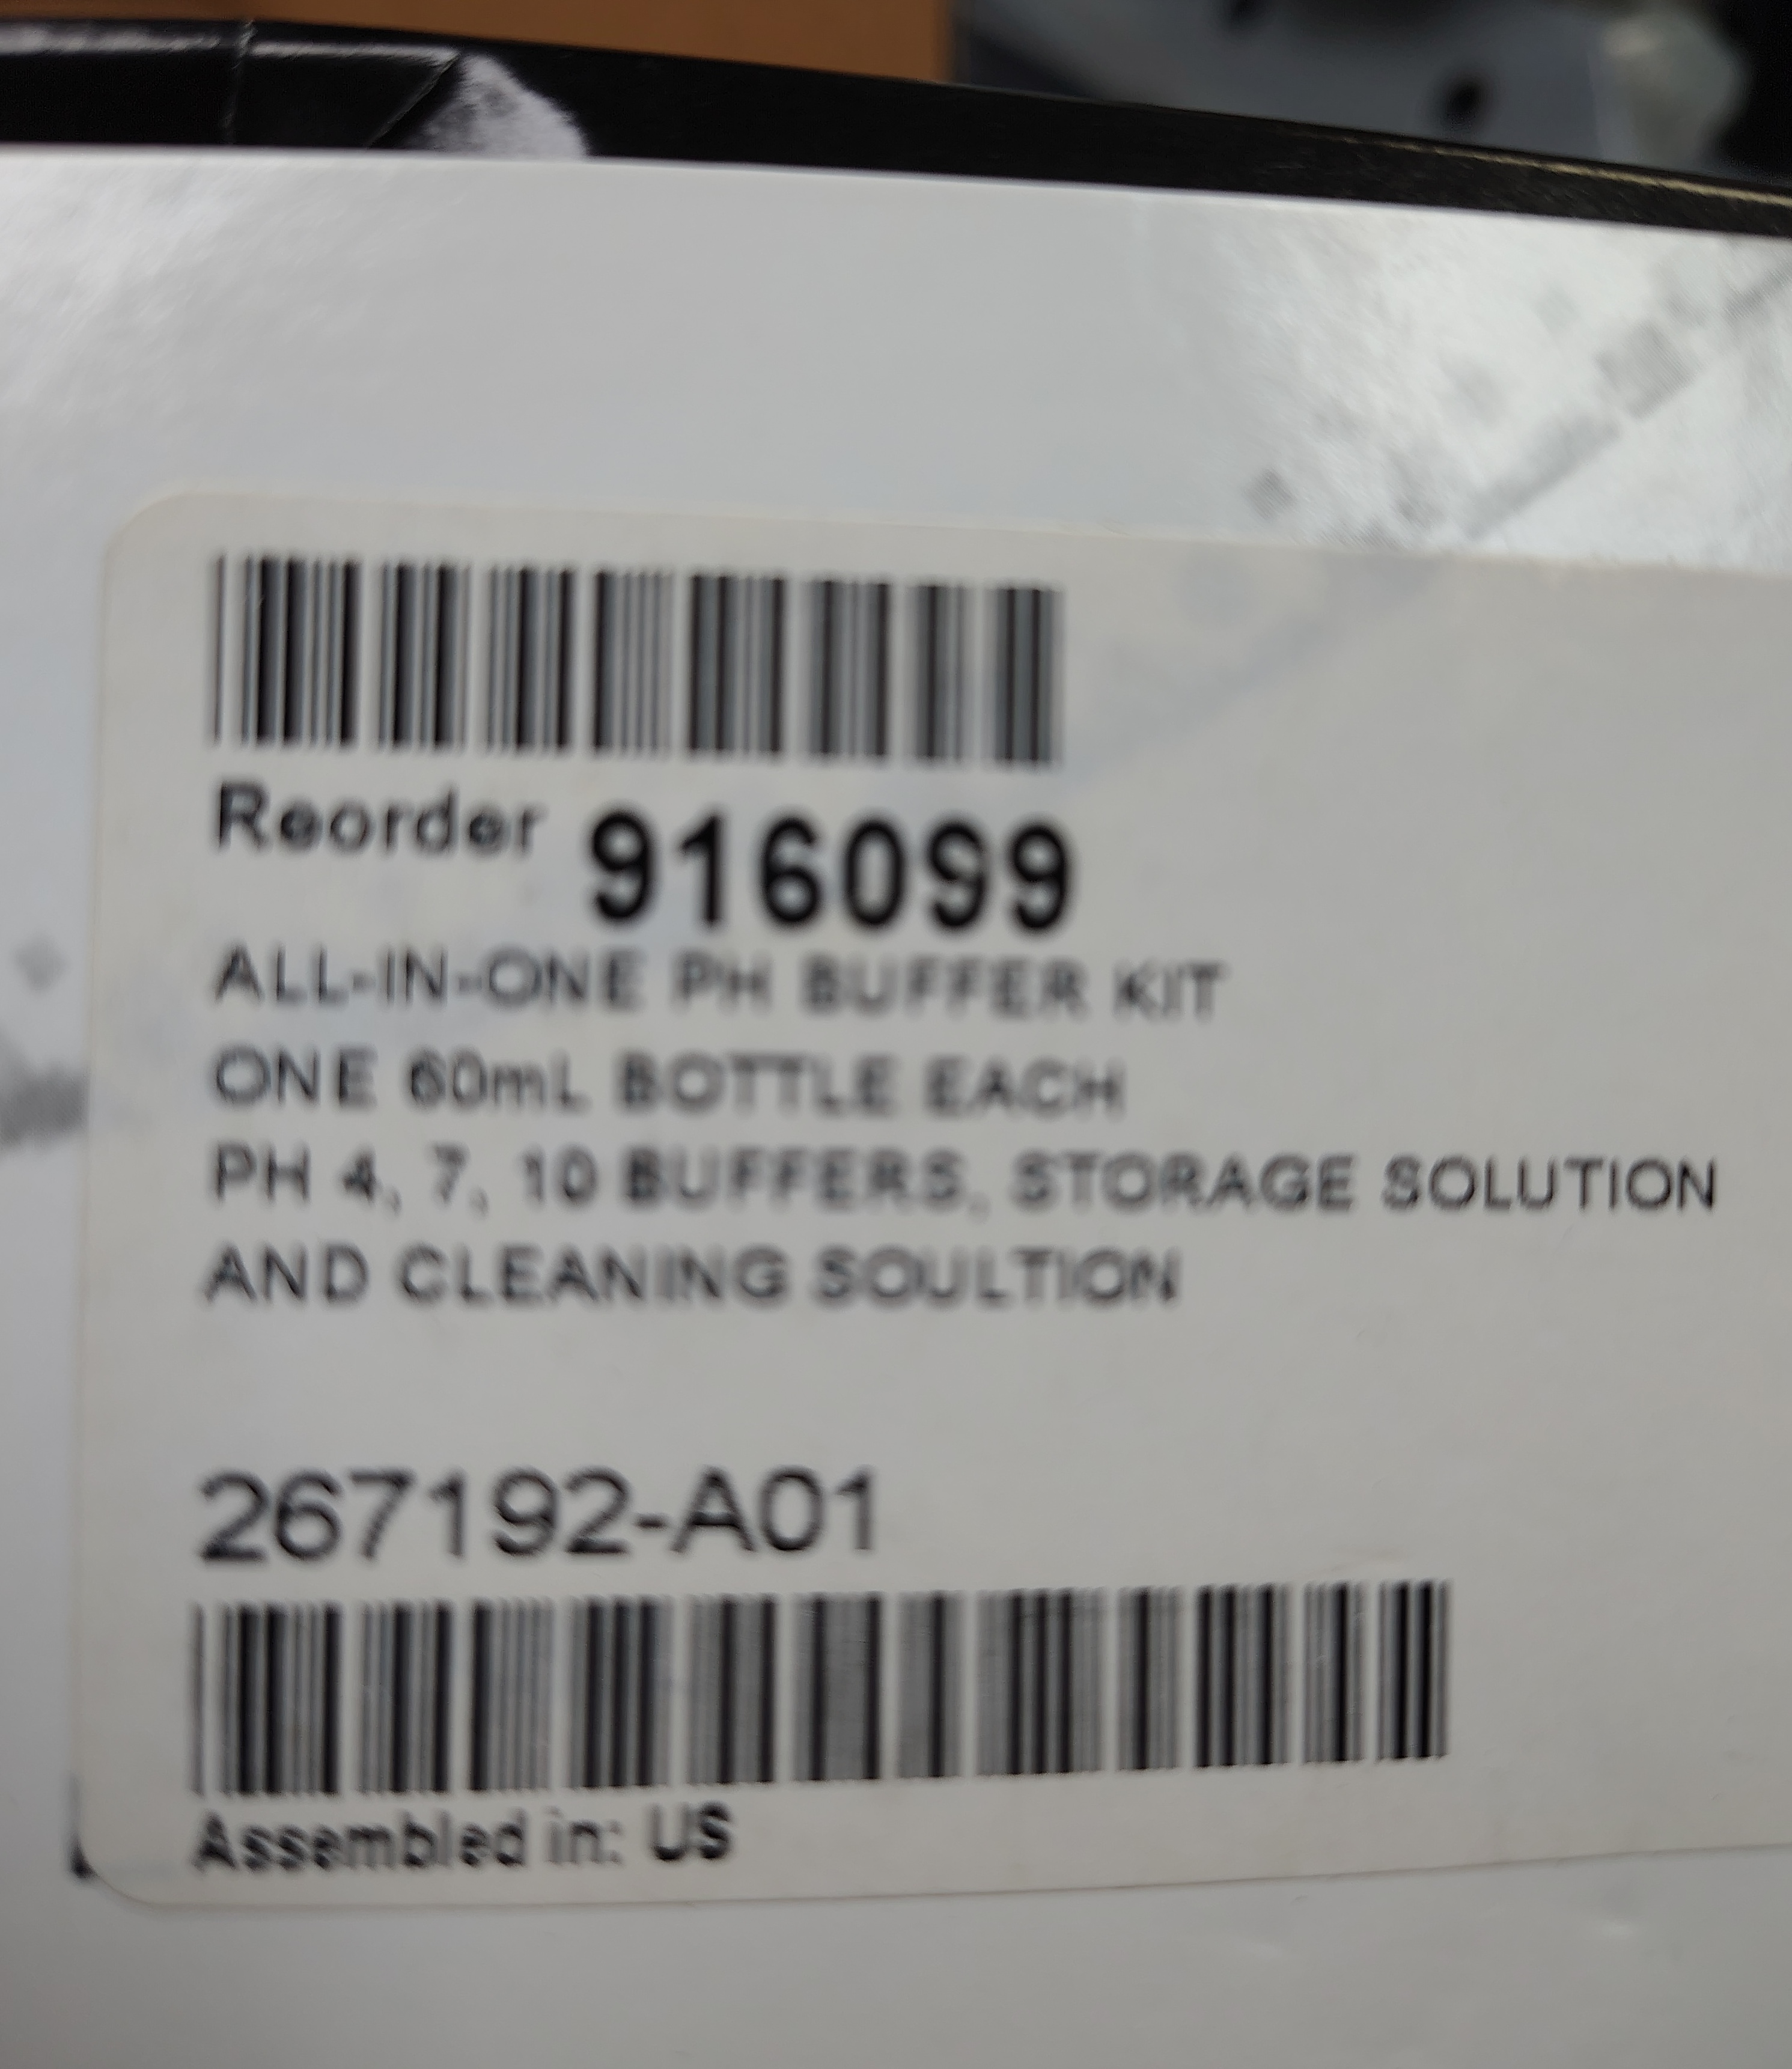 Reorder 916099
ALL-IN-ONE PH BUFFER KIT
ONE 60mL BOTTLE EACH
PH 4, 7, 10 BUFFERS, STORAGE SOLUTION
AND CLEANING SOULTION
267192-A01
Assembled in: US